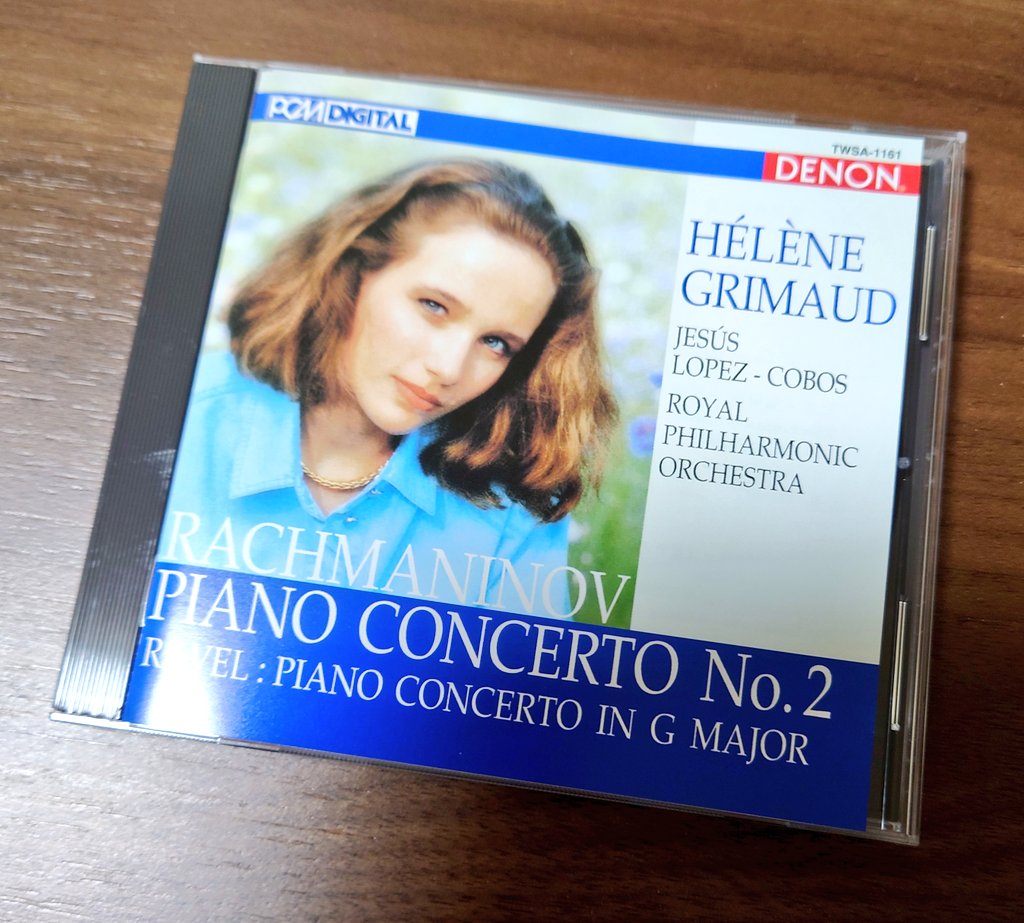 PCM DIGITAL
TWSA-1161
DENON®
HÉLÈNE
GRIMAUD
JESÚS
LOPEZ-COBOS
ROYAL
PHILHARMONIC
ORCHESTRA
RACHMANINOV
PIANO CONCERTO No.2
RAVEL : PIANO CONCERTO IN G MAJOR